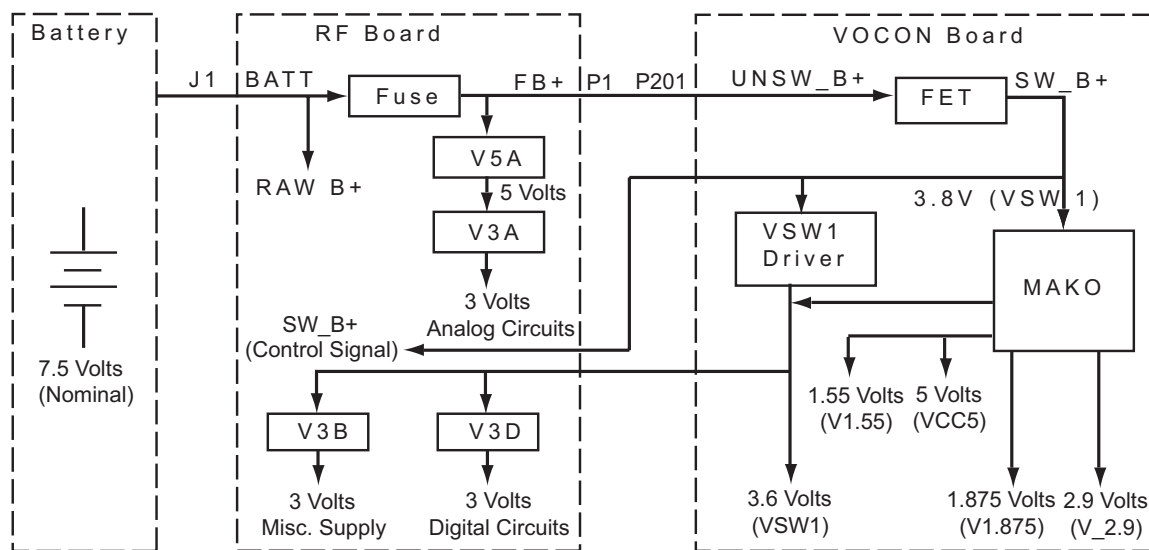 Battery
RF Board
VOCON Board
J1
BATT
Fuse
FB+
P1
P201
UNSW_B+
FET
SW_B+
RAW B+
V5A
5 Volts
V3A
3 Volts
Analog Circuits
3.8V (VSW_1)
VSW1
Driver
MAKO
SW_B+
(Control Signal)
7.5 Volts
(Nominal)
1.55 Volts
(V1.55)
5 Volts
(VCC5)
V3B
V3D
3 Volts
Misc. Supply
3 Volts
Digital Circuits
3.6 Volts
(VSW1)
1.875 Volts
(V1.875)
2.9 Volts
(V_2.9)